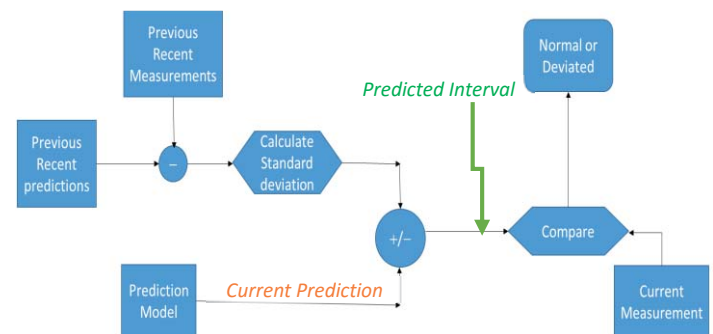 Previous
Recent
Measurements
Normal or
Deviated
Predicted Interval
Previous
Recent
predictions
–
Calculate
Standard
deviation
+/–
Compare
Prediction
Model
Current Prediction
Current
Measurement